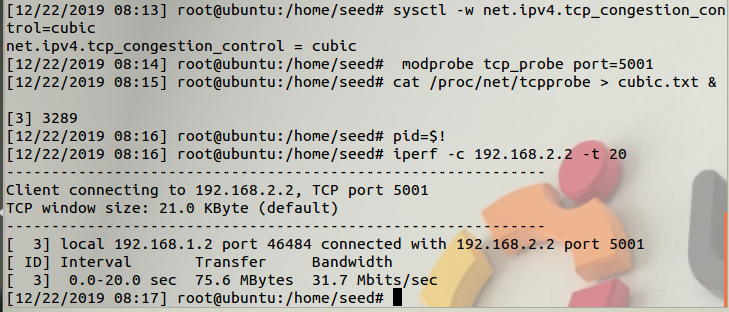 [12/22/2019 08:13] root@ubuntu:/home/seed# sysctl -w net.ipv4.tcp_congestion_con
trol=cubic
net.ipv4.tcp_congestion_control = cubic
[12/22/2019 08:14] root@ubuntu:/home/seed#  modprobe tcp_probe port=5001
[12/22/2019 08:15] root@ubuntu:/home/seed# cat /proc/net/tcpprobe > cubic.txt &
[3] 3289
[12/22/2019 08:16] root@ubuntu:/home/seed# pid=$!
[12/22/2019 08:16] root@ubuntu:/home/seed# iperf -c 192.168.2.2 -t 20
------------------------------------------------------------
Client connecting to 192.168.2.2, TCP port 5001
TCP window size: 21.0 KByte (default)
------------------------------------------------------------
[  3] local 192.168.1.2 port 46484 connected with 192.168.2.2 port 5001
[ ID] Interval       Transfer     Bandwidth
[  3]  0.0-20.0 sec  75.6 MBytes  31.7 Mbits/sec
[12/22/2019 08:17] root@ubuntu:/home/seed#